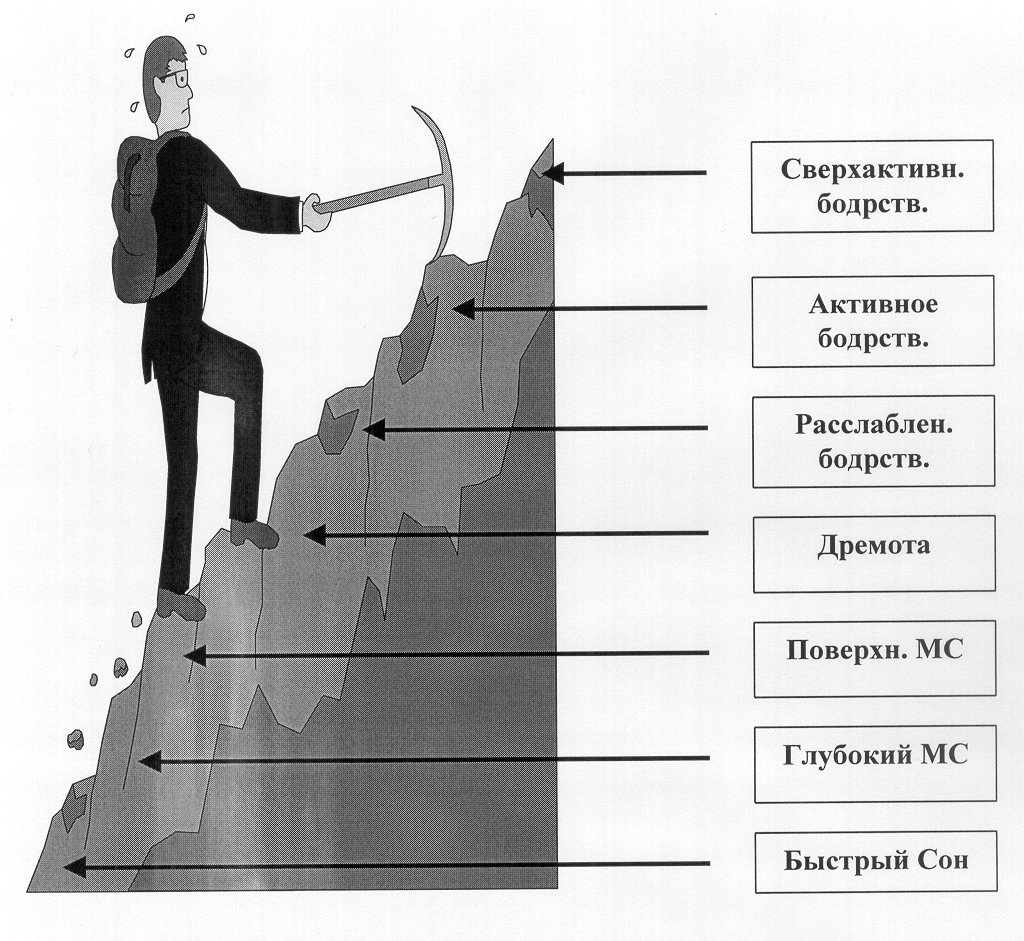 Сверхактивн.
бодрств.
Активное
бодрств.
Расслаблен.
бодрств.
Дремота
Поверхн. МС
Глубокий МС
Быстрый Сон